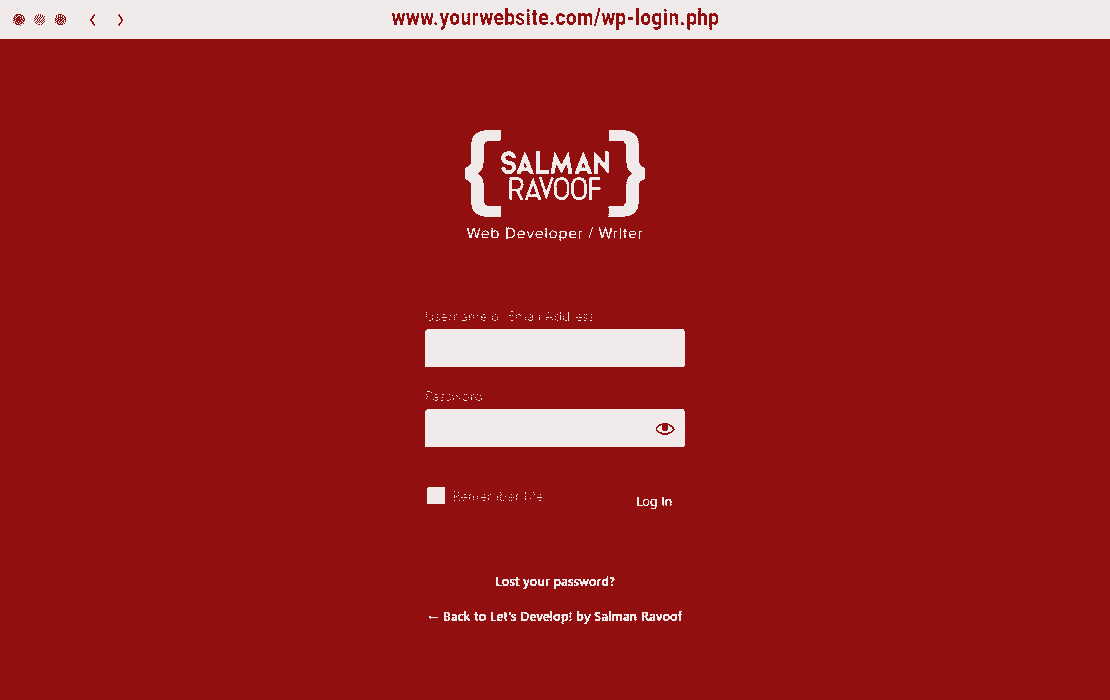 www.yourwebsite.com/wp-login.php
SALMAN
RAVOOF
Web Developer / Writer
Username or Email Address
Password
Remember Me
Log In
Lost your password?
← Back to Let's Develop! by Salman Ravoof